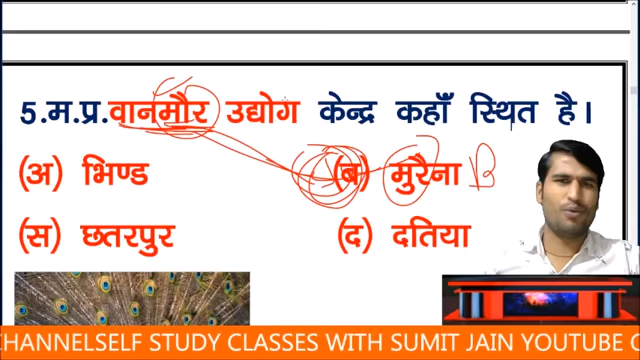 5.म.प्र.वानमौर उद्योग केन्द्र कहाँ स्थित है।
(अ) भिण्ड (ब) मुरैना B
(स) छतरपुर (द) दतिया
CHANNELSELF STUDY CLASSES WITH SUMIT JAIN YOUTUBE C